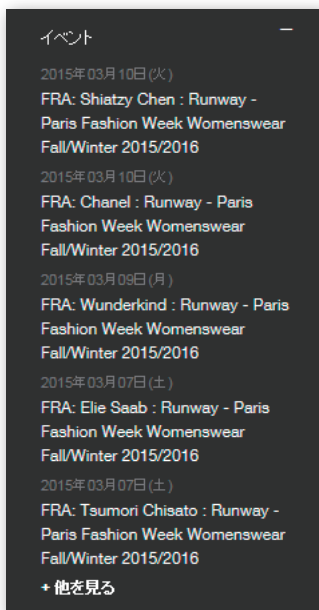 イベント
2015年03月10日(火)
FRA: Shiatzy Chen : Runway -
Paris Fashion Week Womenswear
Fall/Winter 2015/2016
2015年03月10日(火)
FRA: Chanel : Runway - Paris
Fashion Week Womenswear
Fall/Winter 2015/2016
2015年03月09日(月)
FRA: Wunderkind : Runway - Paris
Fashion Week Womenswear
Fall/Winter 2015/2016
2015年03月07日(土)
FRA: Elie Saab : Runway - Paris
Fashion Week Womenswear
Fall/Winter 2015/2016
2015年03月07日(土)
FRA: Tsumori Chisato : Runway -
Paris Fashion Week Womenswear
Fall/Winter 2015/2016
+ 他を見る